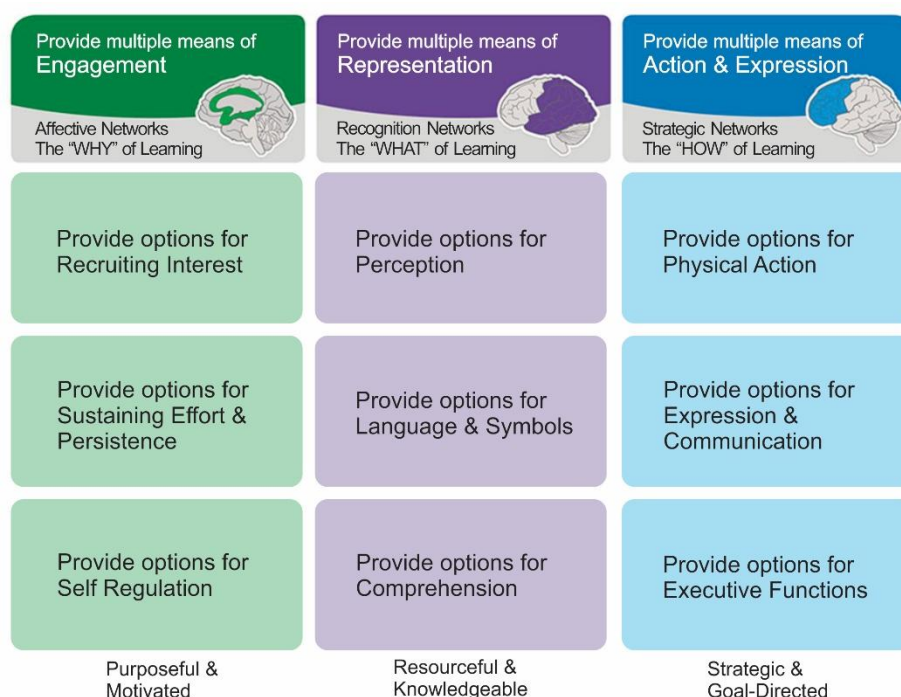 Provide multiple means of
Engagement
Affective Networks
The “WHY” of Learning
Provide options for
Recruiting Interest
Provide options for
Sustaining Effort &
Persistence
Provide options for
Self Regulation
Purposeful &
Motivated
Provide multiple means of
Representation
Recognition Networks
The “WHAT” of Learning
Provide options for
Perception
Provide options for
Language & Symbols
Provide options for
Comprehension
Resourceful &
Knowledgeable
Provide multiple means of
Action & Expression
Strategic Networks
The “HOW” of Learning
Provide options for
Physical Action
Provide options for
Expression &
Communication
Provide options for
Executive Functions
Strategic &
Goal-Directed